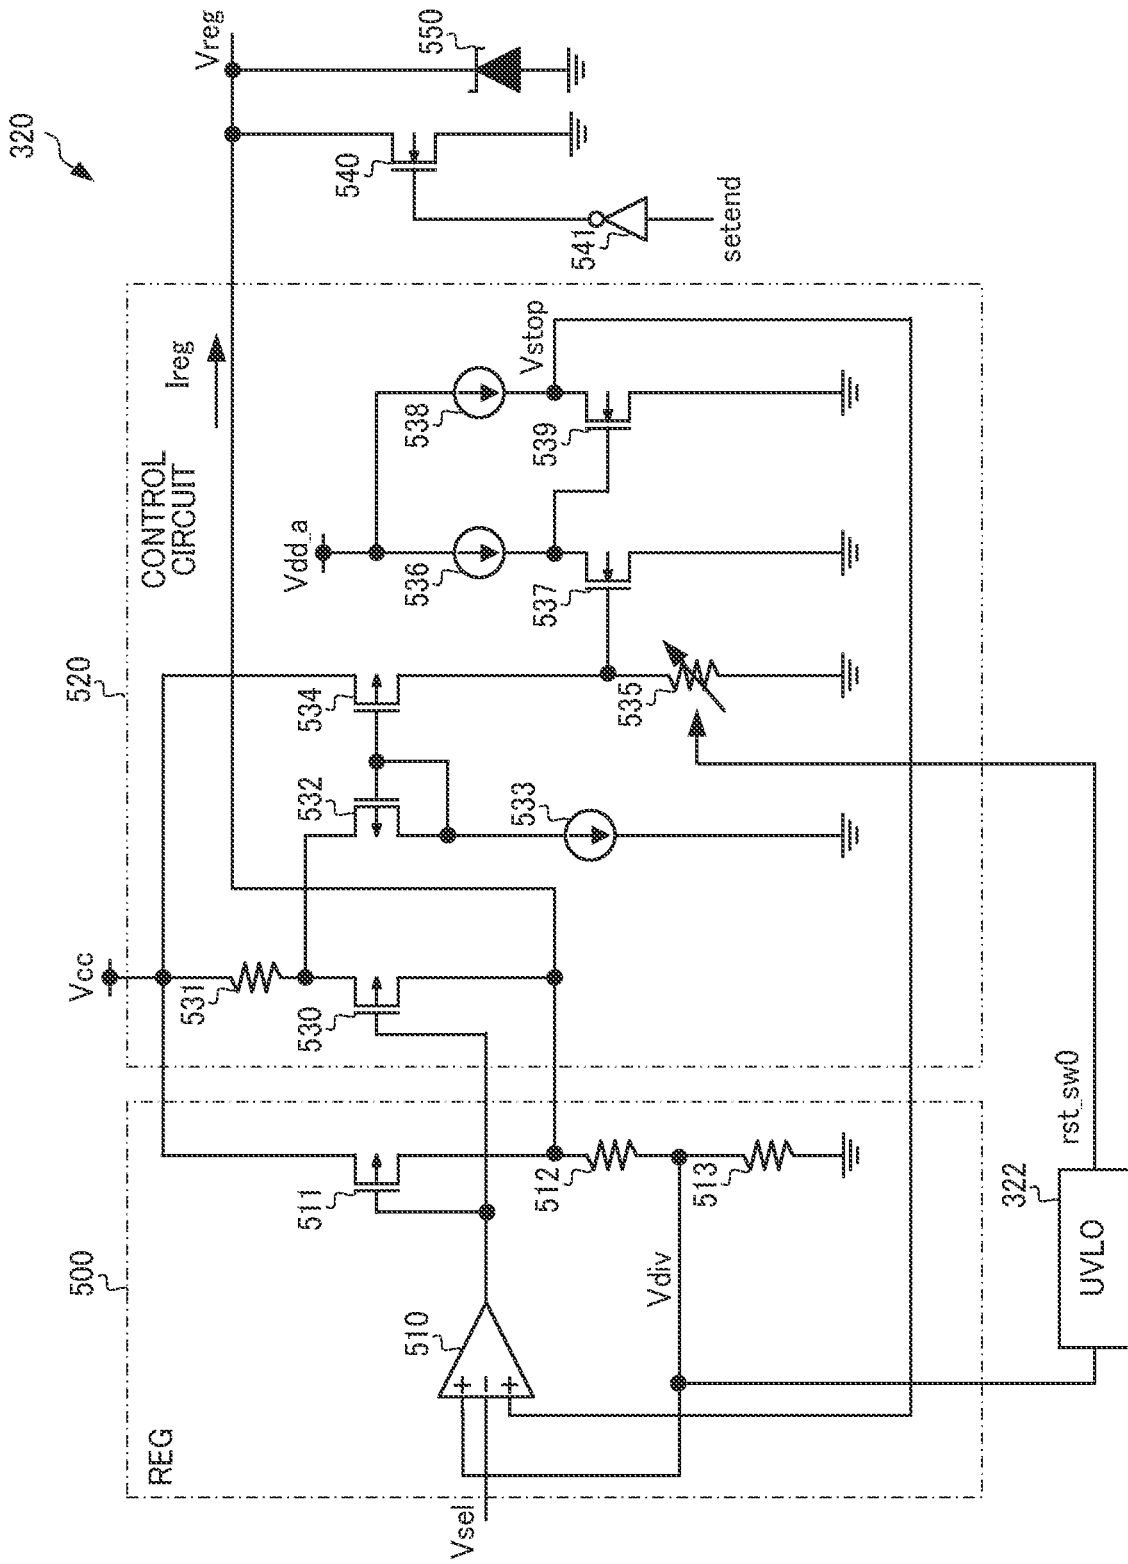 320
Vreg
550
540
541
setend
CONTROL
CIRCUIT
Ireg
520
Vdd_a
538
Vstop
539
536
537
534
535
532
533
Vcc
531
530
500
REG
511
512
513
510
Vdiv
Vsel
322
UVLO
rst_sw0
+
−
+